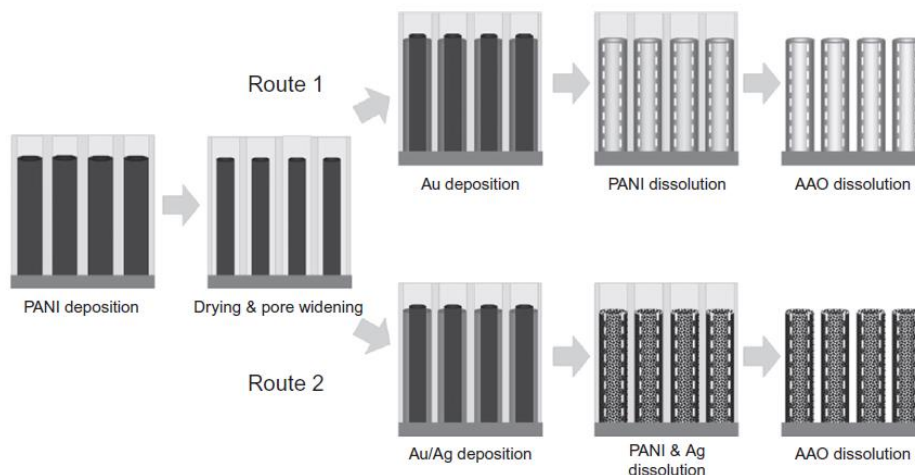 Route 1
Au deposition
PANI dissolution
AAO dissolution
PANI deposition
Drying & pore widening
Route 2
Au/Ag deposition
PANI & Ag
dissolution
AAO dissolution